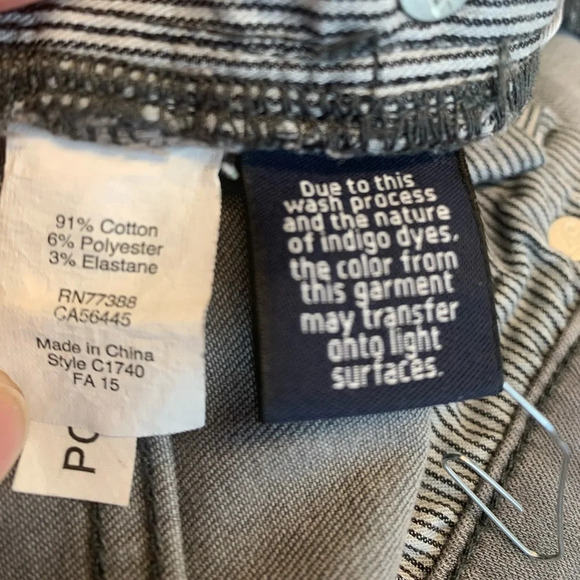 91% Cotton
6% Polyester
3% Elastane
RN77388
CA56445
Made in China
Style C1740
FA 15
PO
Due to this
wash process
and the nature
of indigo dyes,
the color from
this garment
may transfer
onto light
surfaces.